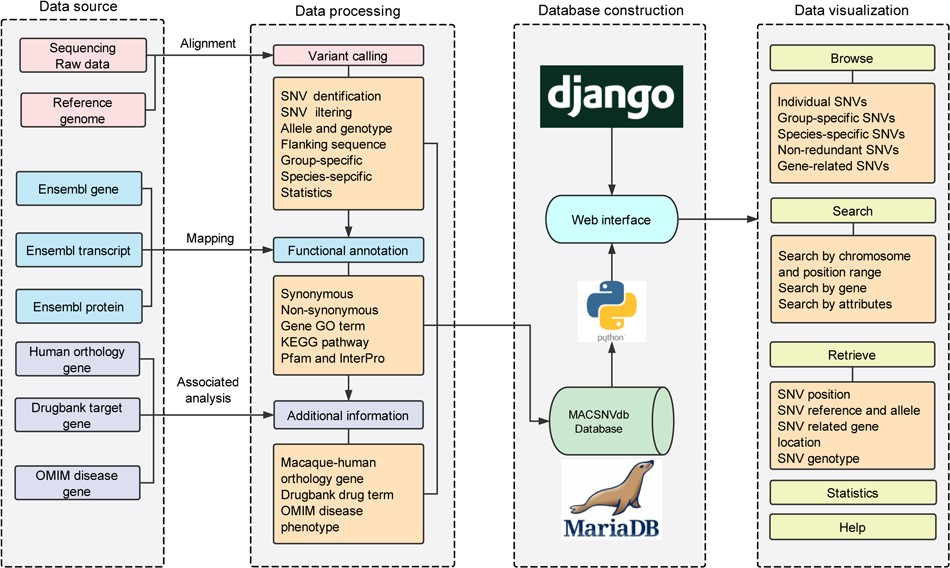 Data source
Sequencing
Raw data
Reference
genome
Ensembl gene
Ensembl transcript
Ensembl protein
Human orthology
gene
Drugbank target
gene
OMIM disease
gene
Alignment
Mapping
Associated
analysis
Data processing
Variant calling
SNV dentification
SNV iltering
Allele and genotype
Flanking sequence
Group-specific
Species-sepcific
Statistics
Functional annotation
Synonymous
Non-synonymous
Gene GO term
KEGG pathway
Pfam and InterPro
Additional information
Macaque-human
orthology gene
Drugbank drug term
OMIM disease
phenotype
Database construction
django
Web interface
python
MACSNVdb
Database
MariaDB
Data visualization
Browse
Individual SNVs
Group-specific SNVs
Species-specific SNVs
Non-redundant SNVs
Gene-related SNVs
Search
Search by chromosome
and position range
Search by gene
Search by attributes
Retrieve
SNV position
SNV reference and allele
SNV related gene
location
SNV genotype
Statistics
Help